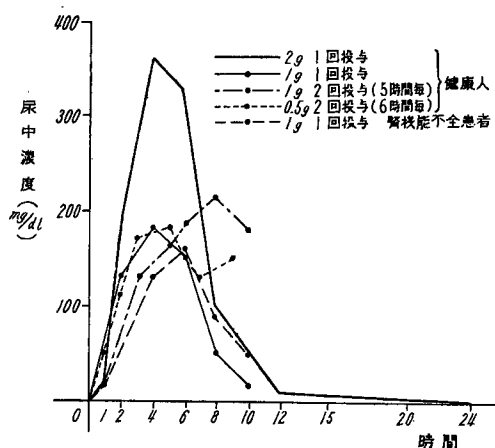 400
300
200
100
尿中濃度(mg/dl)
2g 1回投与
1g 1回投与
1g 2回投与(5時間毎)
0.5g 2回投与(6時間毎)
健康人
1g 1回投与 腎機能不全患者
0 1 2 4 6 8 10 12 20 24
時間